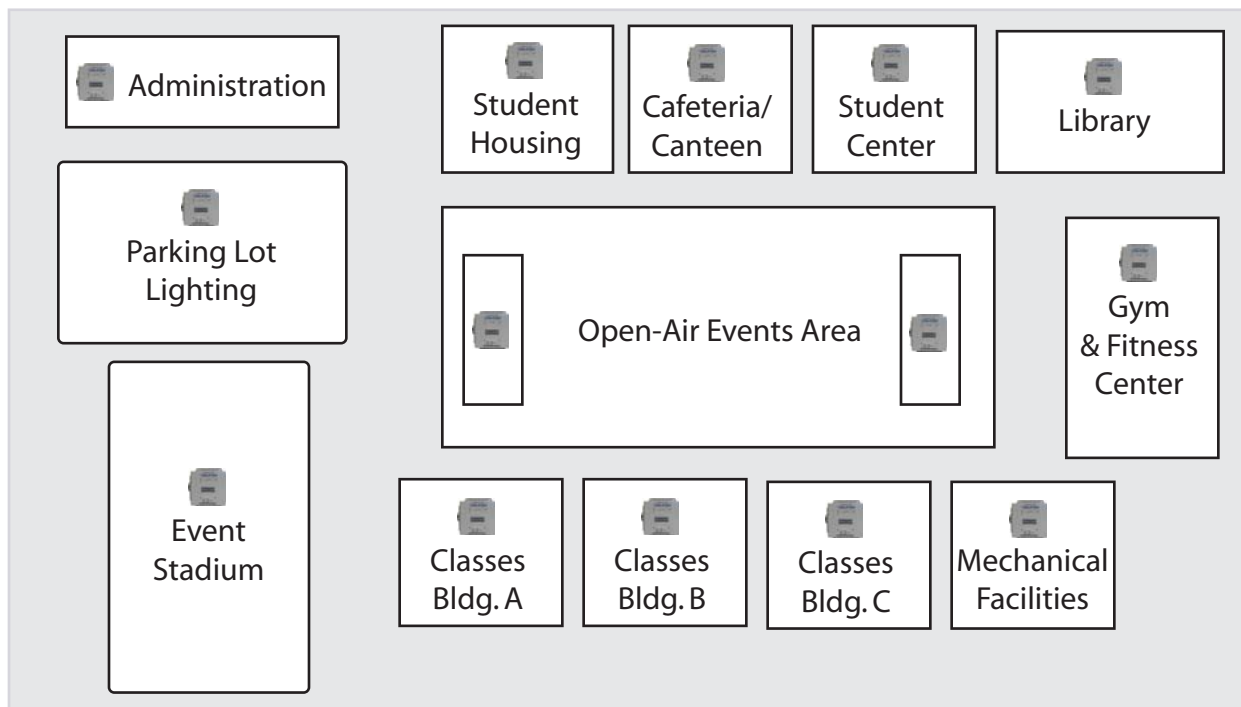 Administration
Student
Housing
Cafeteria/
Canteen
Student
Center
Library
Parking Lot
Lighting
Open-Air Events Area
Gym
& Fitness
Center
Event
Stadium
Classes
Bldg. A
Classes
Bldg. B
Classes
Bldg. C
Mechanical
Facilities